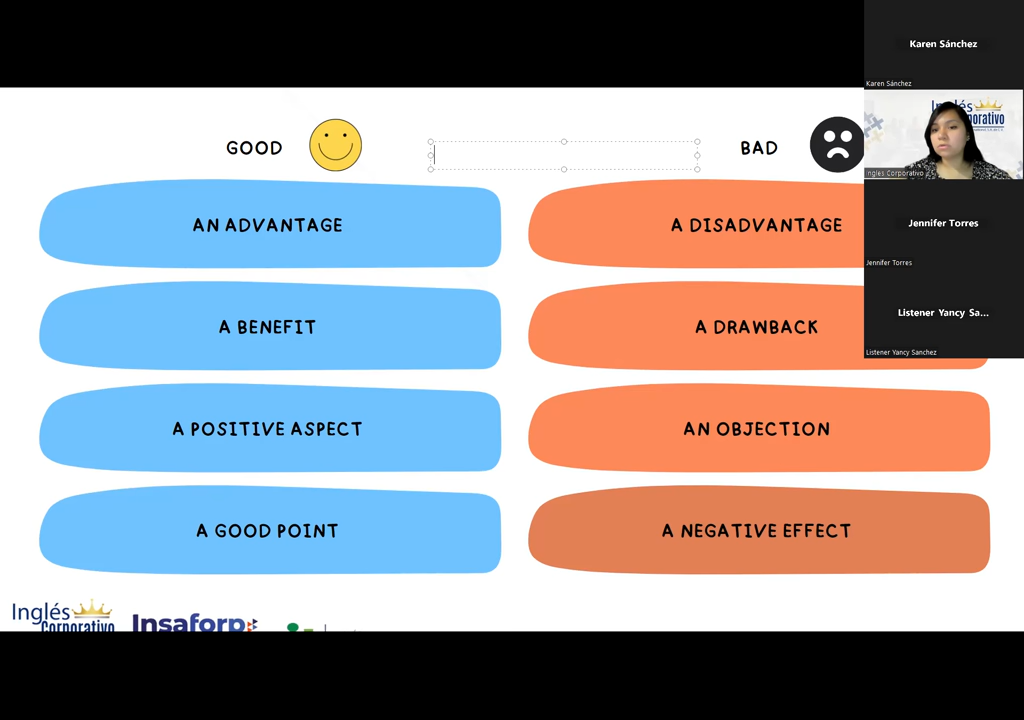 GOOD
BAD
AN ADVANTAGE
A DISADVANTAGE
A BENEFIT
A DRAWBACK
A POSITIVE ASPECT
AN OBJECTION
A GOOD POINT
A NEGATIVE EFFECT
Inglés
Corporativo
Insaforp
Karen Sánchez
Karen Sánchez
Inglés
Corporativo
Ingles Corporativo
Jennifer Torres
Jennifer Torres
Listener Yancy Sa...
Listener Yancy Sanchez